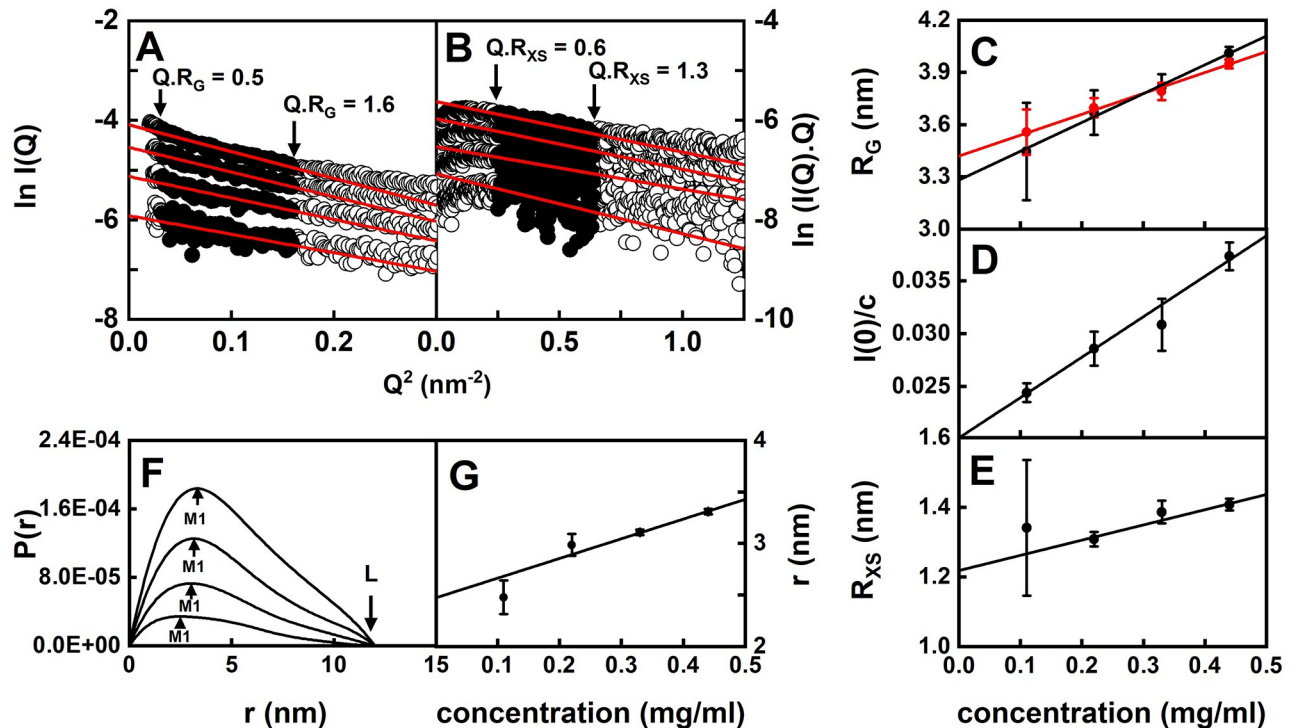 A
B
C
Q.R_G = 0.5
Q.R_G = 1.6
Q.R_XS = 0.6
Q.R_XS = 1.3
-2
-4
-6
-8
ln I(Q)
0.0
0.1
0.2
0.0
0.5
1.0
Q² (nm⁻²)
-4
-6
-8
-10
ln (I(Q).Q)
4.2
3.9
3.6
3.3
3.0
R_G (nm)
D
0.035
0.030
0.025
I(0)/c
E
1.6
1.4
1.2
1.0
R_XS (nm)
0.0
0.1
0.2
0.3
0.4
0.5
concentration (mg/ml)
F
2.4E-04
1.6E-04
8.0E-05
0.0E+00
P(r)
M1
M1
M1
M1
L
0
5
10
15
r (nm)
G
4
3
2
r (nm)
0.1
0.2
0.3
0.4
0.5
concentration (mg/ml)